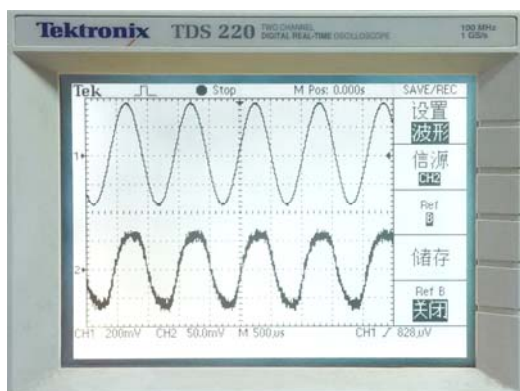 Tektronix TDS 220 TWO CHANNEL DIGITAL REAL-TIME OSCILLOSCOPE 100 MHz 1 GS/s
Tek Stop M Pos: 0.000s SAVE/REC
设置
波形
1
信源
CH2
Ref
B
储存
2
Ref B
关闭
CH1 200mV CH2 50.0mV M 500us CH1 828uV